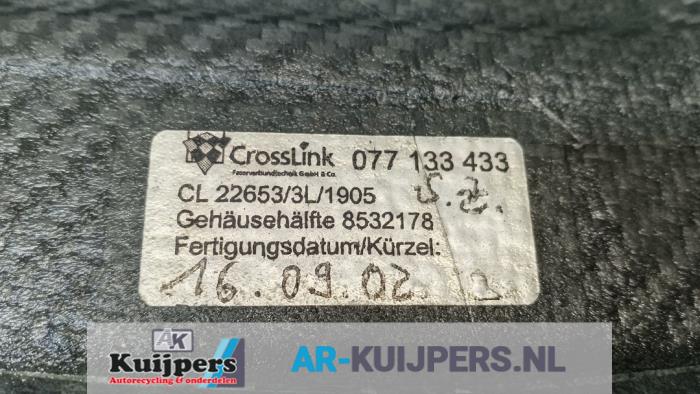 CrossLink 077 133 433
Faserverbundtechnik GmbH & Co.
CL 22653/3L/1905 S.Z.
Gehäusehälfte 8532178
Fertigungsdatum/Kürzel:
16.09.02.
AK
Kuijpers
Autorecycling & onderdelen
AR-KUIJPERS.NL